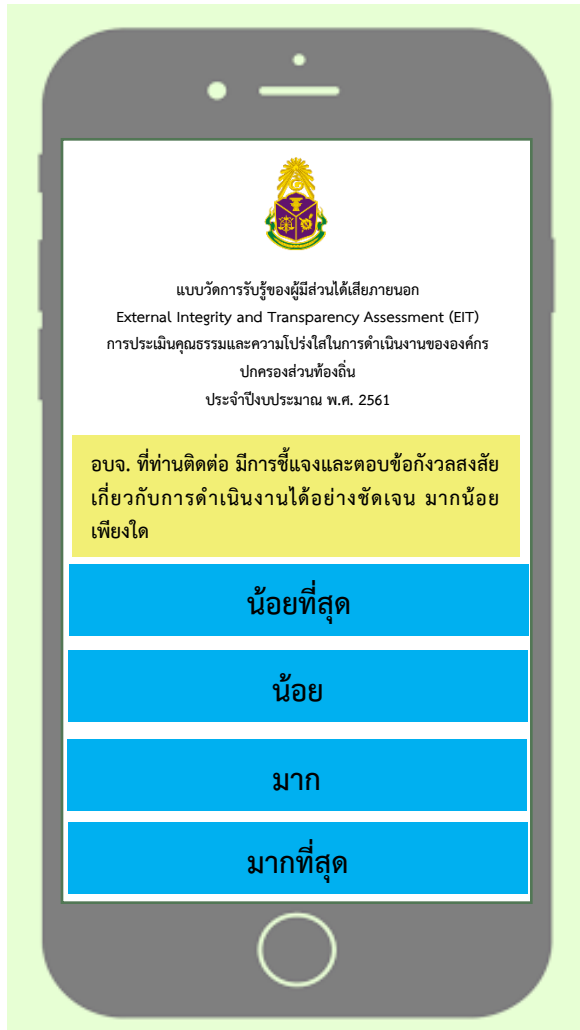 แบบวัดการรับรู้ของผู้มีส่วนได้เสียภายนอก
External Integrity and Transparency Assessment (EIT)
การประเมินคุณธรรมและความโปร่งใสในการดำเนินงานขององค์กร
ปกครองส่วนท้องถิ่น
ประจำปีงบประมาณ พ.ศ. 2561
อบจ. ที่ท่านติดต่อ มีการชี้แจงและตอบข้อกังวลสงสัย
เกี่ยวกับการดำเนินงานได้อย่างชัดเจน มากน้อย
เพียงใด
น้อยที่สุด
น้อย
มาก
มากที่สุด